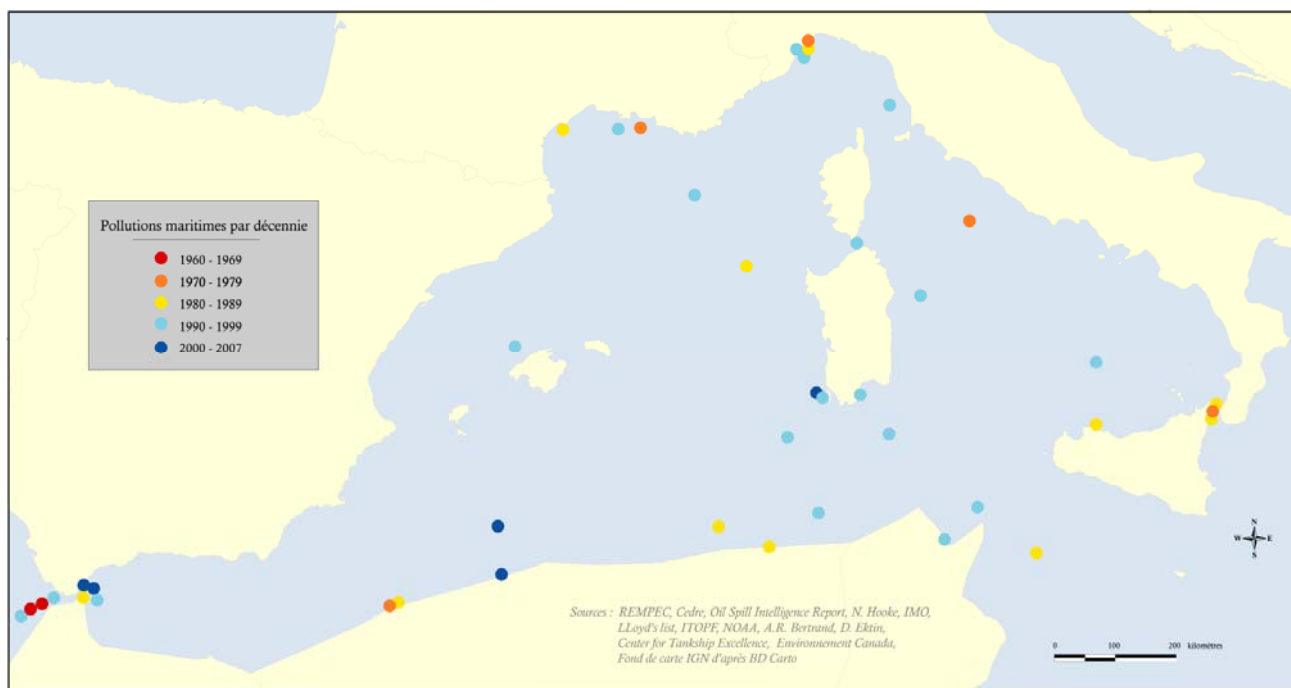 Pollutions maritimes par décennie
1960 - 1969
1970 - 1979
1980 - 1989
1990 - 1999
2000 - 2007
N
W E
S
Sources : REMPEC, Cedre, Oil Spill Intelligence Report, N. Hooke, IMO,
LLoyd's list, ITOPF, NOAA, A.R. Bertrand, D. Ektin,
Center for Tankship Excellence, Environnement Canada,
Fond de carte IGN d'après BD Carto
0 100 200 kilomètres